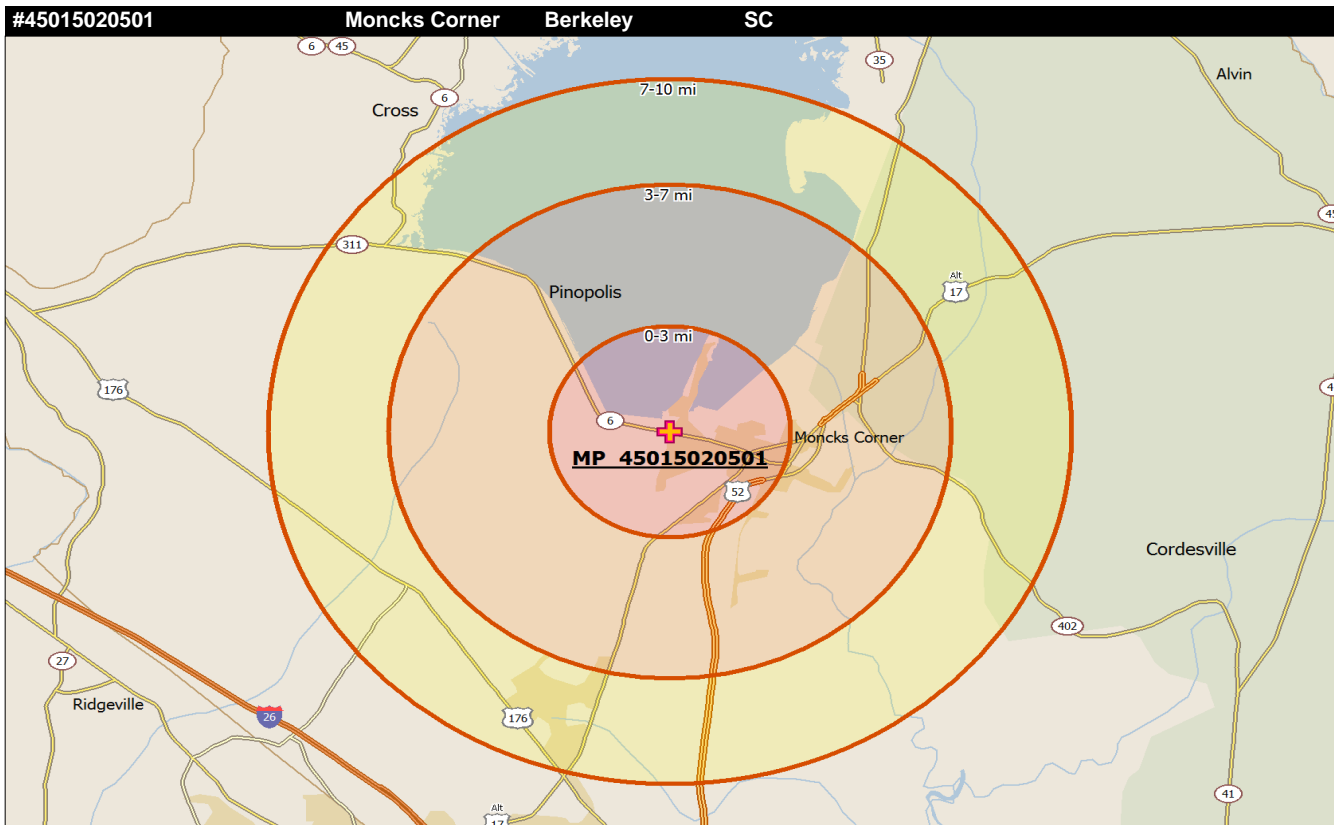 #45015020501 Moncks Corner Berkeley SC
6 45
35
Alvin
7-10 mi
6
Cross
3-7 mi
45
311
Alt
17
Pinopolis
0-3 mi
176
6
Moncks Corner
MP 45015020501
52
Cordesville
402
27
Ridgeville
26
176
41
Alt
17